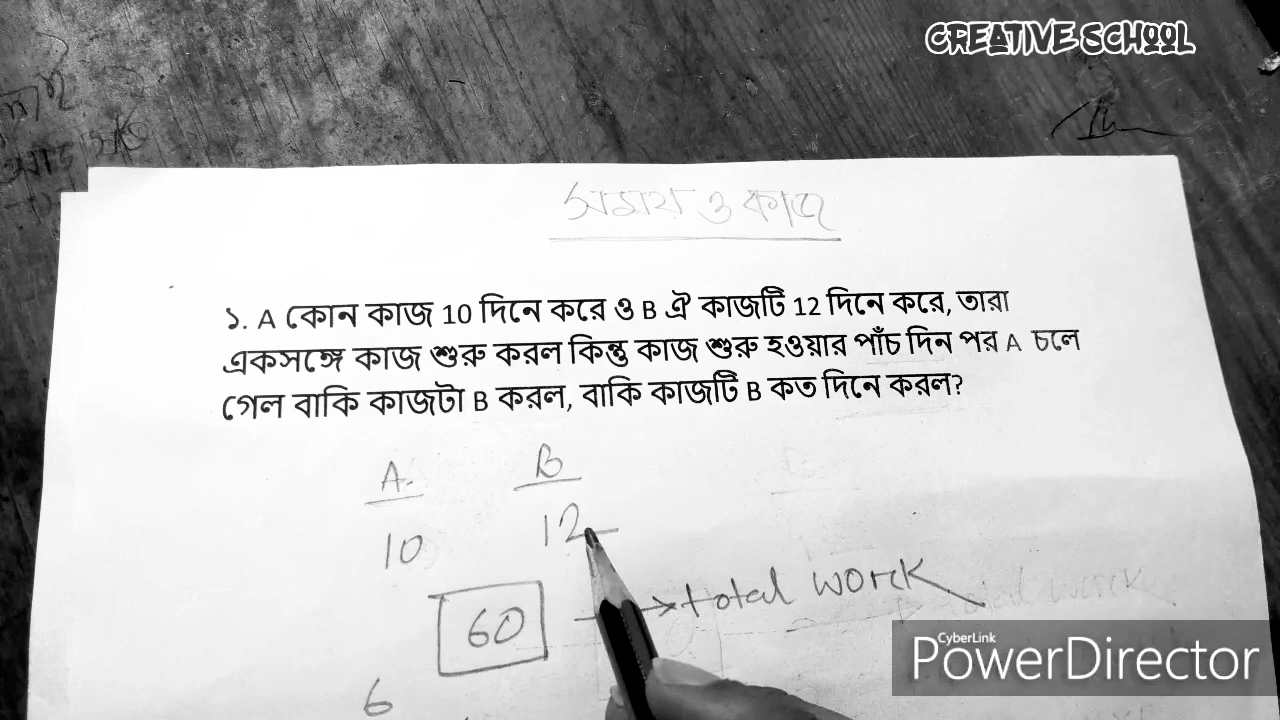 CREATIVE SCHOOL
সময় ও কাজ
১. A কোন কাজ 10 দিনে করে ও B ঐ কাজটি 12 দিনে করে, তারা
একসঙ্গে কাজ শুরু করল কিন্তু কাজ শুরু হওয়ার পাঁচ দিন পর A চলে
গেল বাকি কাজটা B করল, বাকি কাজটি B কত দিনে করল?
A B
10 12
60 → total work
6
CyberLink
PowerDirector